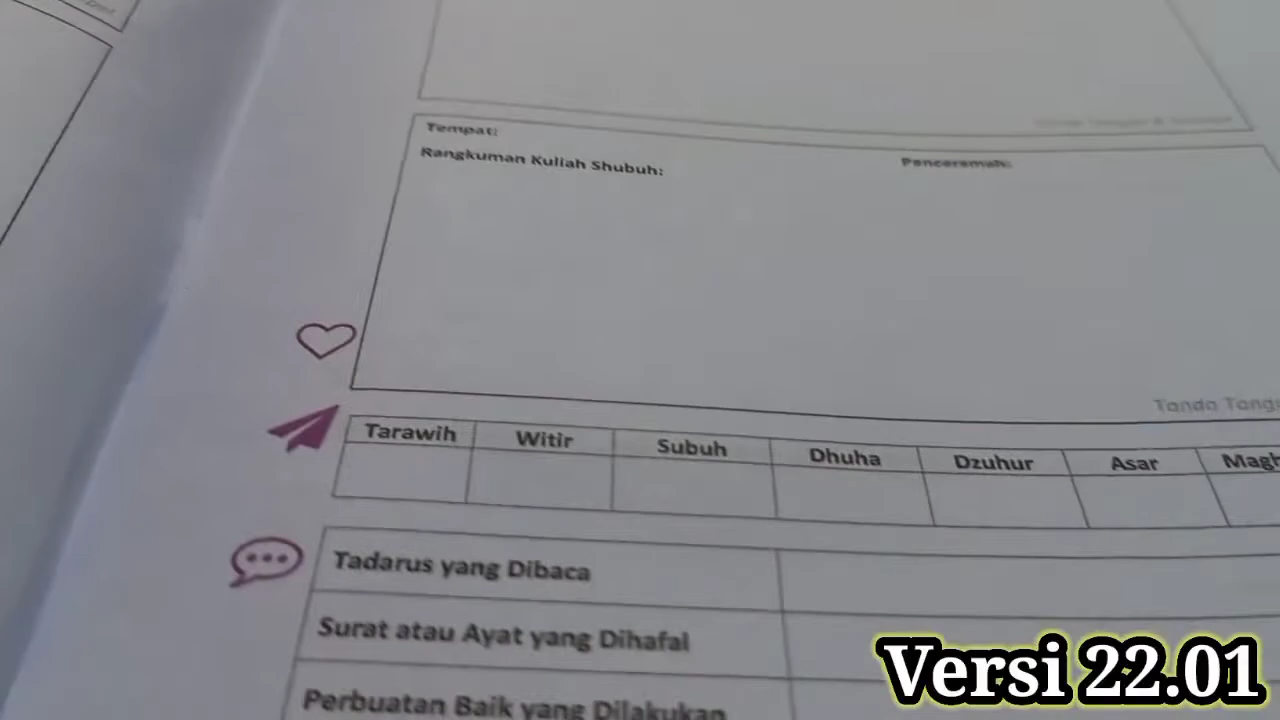 Tempat:
Rangkuman Kuliah Shubuh:
Penceramah:
Tanda
Tarawih Witir Subuh Dhuha Dzuhur Asar Magh
Tadarus yang Dibaca
Surat atau Ayat yang Dihafal
Perbuatan Baik yang Dilakukan
Versi 22.01